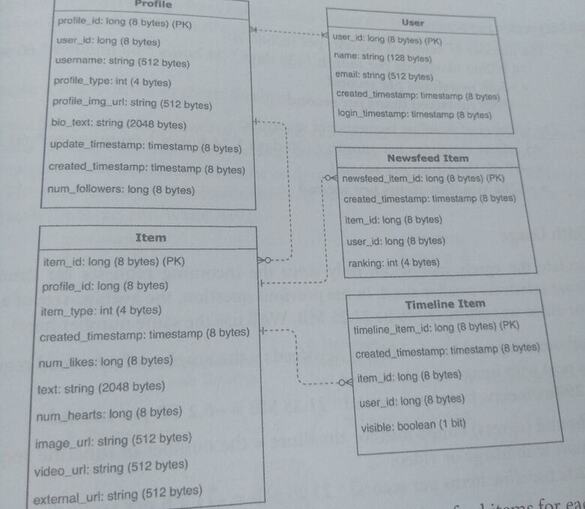 Profile
profile_id: long (8 bytes) (PK)
user_id: long (8 bytes)
username: string (512 bytes)
profile_type: int (4 bytes)
profile_img_url: string (512 bytes)
bio_text: string (2048 bytes)
update_timestamp: timestamp (8 bytes)
created_timestamp: timestamp (8 bytes)
num_followers: long (8 bytes)
User
user_id: long (8 bytes) (PK)
name: string (128 bytes)
email: string (512 bytes)
created_timestamp: timestamp (8 bytes)
login_timestamp: timestamp (8 bytes)
Newsfeed Item
newsfeed_item_id: long (8 bytes) (PK)
created_timestamp: timestamp (8 bytes)
item_id: long (8 bytes)
user_id: long (8 bytes)
ranking: int (4 bytes)
Item
item_id: long (8 bytes) (PK)
profile_id: long (8 bytes)
item_type: int (4 bytes)
created_timestamp: timestamp (8 bytes)
num_likes: long (8 bytes)
text: string (2048 bytes)
num_hearts: long (8 bytes)
image_url: string (512 bytes)
video_url: string (512 bytes)
external_url: string (512 bytes)
Timeline Item
timeline_item_id: long (8 bytes) (PK)
created_timestamp: timestamp (8 bytes)
item_id: long (8 bytes)
user_id: long (8 bytes)
visible: boolean (1 bit)
items for